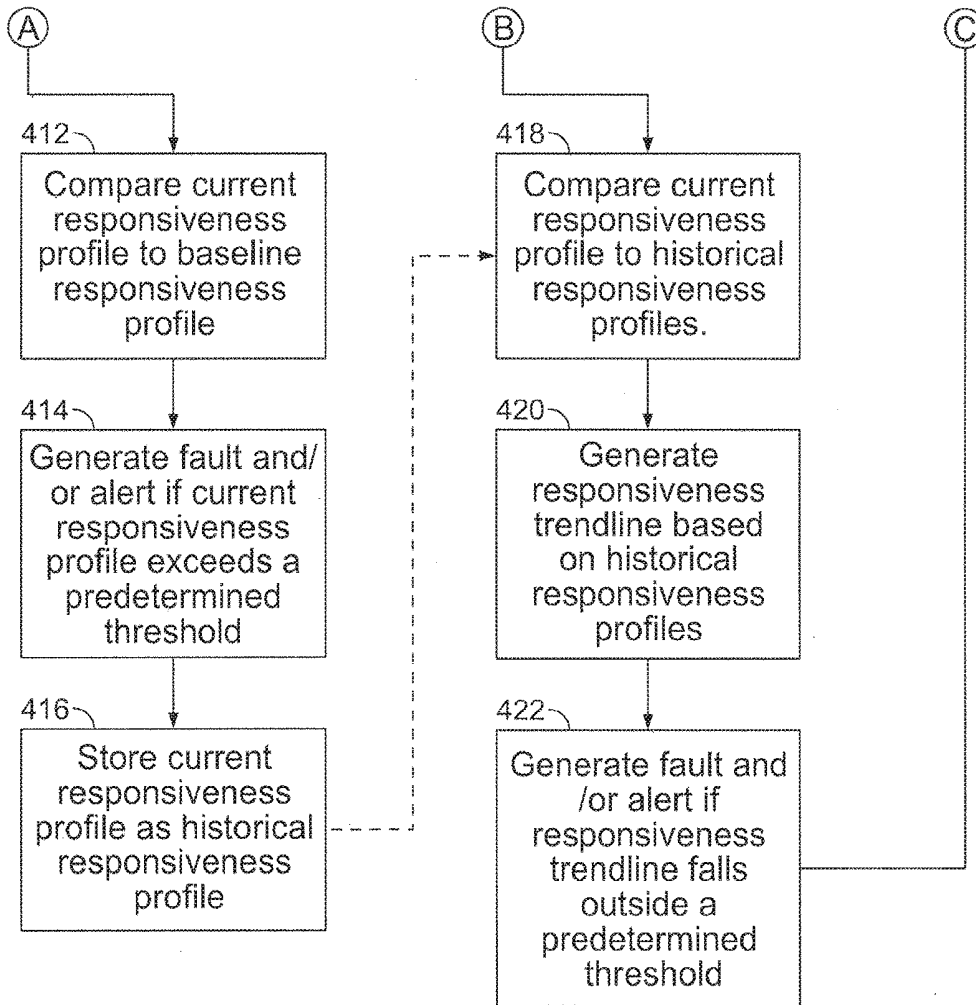 A
B
C
412
Compare current
responsiveness
profile to baseline
responsiveness
profile
414
Generate fault and/
or alert if current
responsiveness
profile exceeds a
predetermined
threshold
416
Store current
responsiveness
profile as historical
responsiveness
profile
418
Compare current
responsiveness
profile to historical
responsiveness
profiles.
420
Generate
responsiveness
trendline based
on historical
responsiveness
profiles
422
Generate fault and
/or alert if
responsiveness
trendline falls
outside a
predetermined
threshold